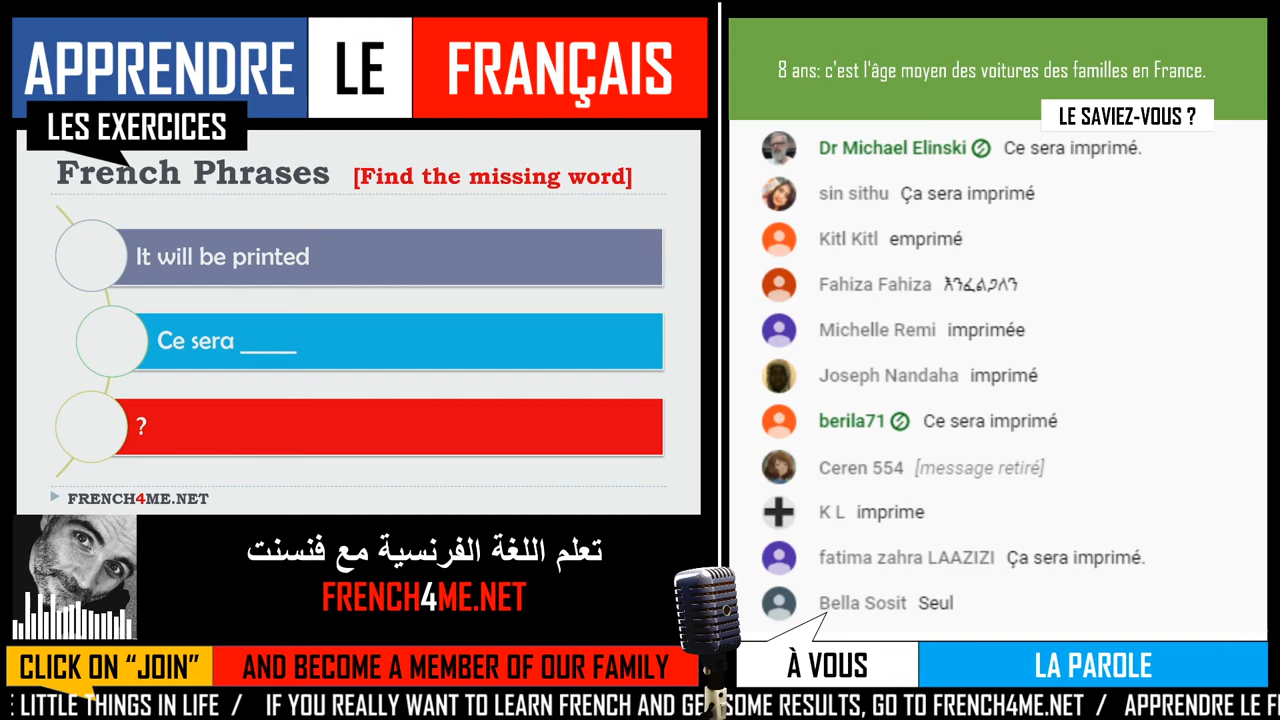 APPRENDRE LE FRANÇAIS
LES EXERCICES
French Phrases [Find the missing word]
It will be printed
Ce sera _____
?
FRENCH4ME.NET
تعلم اللغة الفرنسية مع فنسنت
FRENCH4ME.NET
CLICK ON “JOIN” AND BECOME A MEMBER OF OUR FAMILY
8 ans: c'est l'âge moyen des voitures des familles en France.
LE SAVIEZ-VOUS ?
Dr Michael Elinski Ce sera imprimé.
sin sithu Ça sera imprimé
Kitl Kitl emprimé
Fahiza Fahiza እንፈልጋለን
Michelle Remi imprimée
Joseph Nandaha imprimé
berila71 Ce sera imprimé
Ceren 554 [message retiré]
K L imprime
fatima zahra LAAZIZI Ça sera imprimé.
Bella Sosit Seul
À VOUS LA PAROLE
LITTLE THINGS IN LIFE / IF YOU REALLY WANT TO LEARN FRENCH AND GET SOME RESULTS, GO TO FRENCH4ME.NET / APPRENDRE LE F